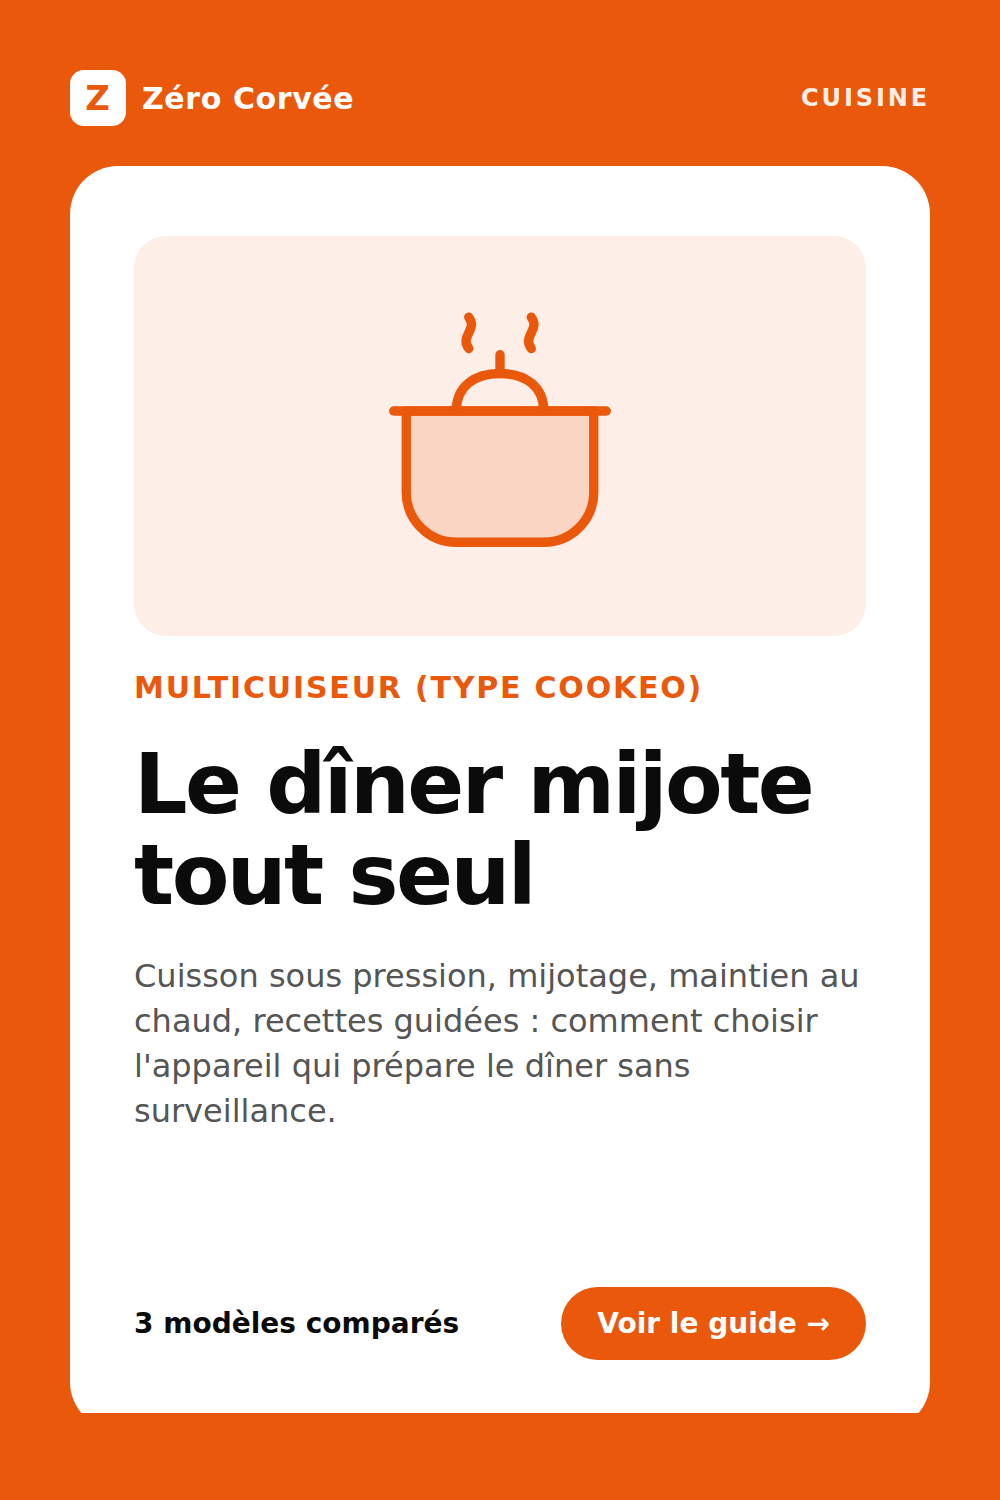 Z Zéro Corvée
CUISINE
MULTICUISEUR (TYPE COOKEO)
Le dîner mijote
tout seul
Cuisson sous pression, mijotage, maintien au
chaud, recettes guidées : comment choisir
l'appareil qui prépare le dîner sans
surveillance.
3 modèles comparés
Voir le guide →